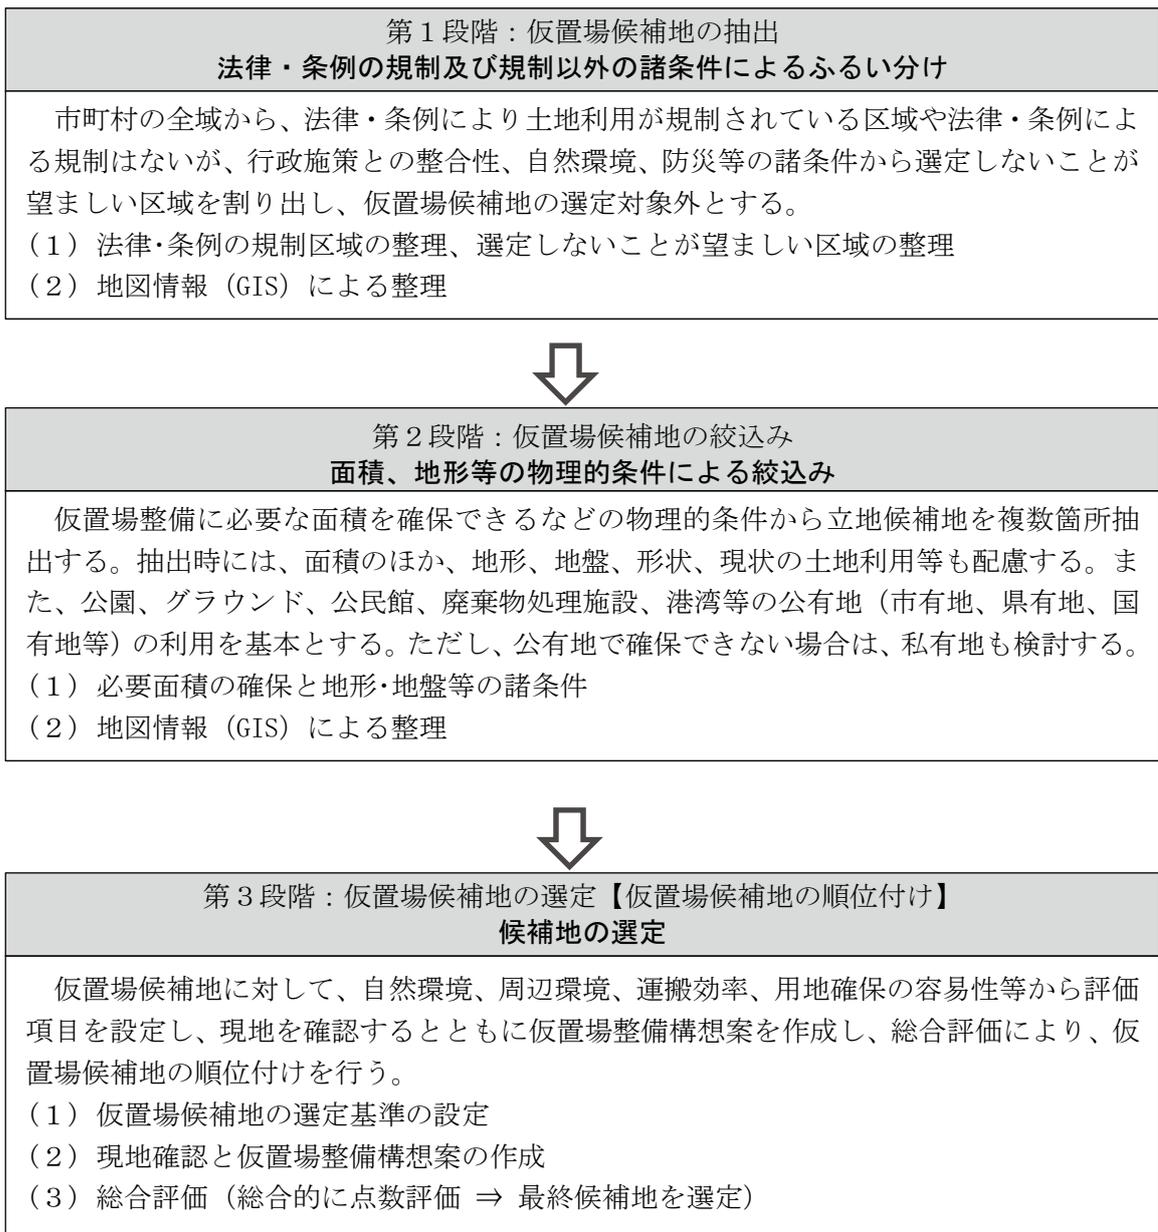 第１段階：仮置場候補地の抽出
法律・条例の規制及び規制以外の諸条件によるふるい分け
市町村の全域から、法律・条例により土地利用が規制されている区域や法律・条例によ
る規制はないが、行政施策との整合性、自然環境、防災等の諸条件から選定しないことが
望ましい区域を割り出し、仮置場候補地の選定対象外とする。
（１）法律･条例の規制区域の整理、選定しないことが望ましい区域の整理
（２）地図情報（GIS）による整理
第２段階：仮置場候補地の絞込み
面積、地形等の物理的条件による絞込み
仮置場整備に必要な面積を確保できるなどの物理的条件から立地候補地を複数箇所抽
出する。抽出時には、面積のほか、地形、地盤、形状、現状の土地利用等も配慮する。ま
た、公園、グラウンド、公民館、廃棄物処理施設、港湾等の公有地（市有地、県有地、国
有地等）の利用を基本とする。ただし、公有地で確保できない場合は、私有地も検討する。
（１）必要面積の確保と地形･地盤等の諸条件
（２）地図情報（GIS）による整理
第３段階：仮置場候補地の選定【仮置場候補地の順位付け】
候補地の選定
仮置場候補地に対して、自然環境、周辺環境、運搬効率、用地確保の容易性等から評価
項目を設定し、現地を確認するとともに仮置場整備構想案を作成し、総合評価により、仮
置場候補地の順位付けを行う。
（１）仮置場候補地の選定基準の設定
（２）現地確認と仮置場整備構想案の作成
（３）総合評価（総合的に点数評価 ⇒ 最終候補地を選定）